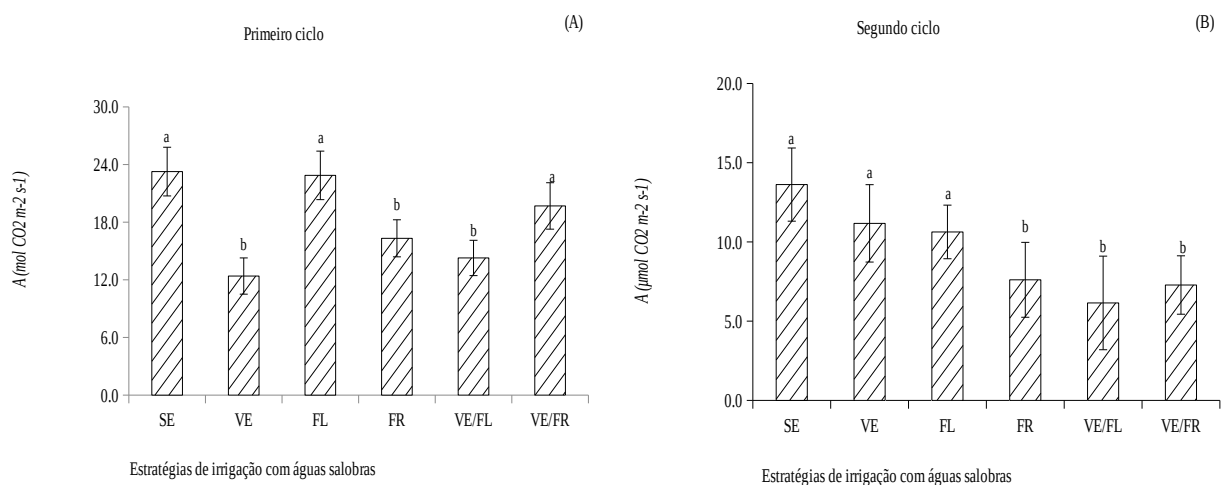 Primeiro ciclo
(A)
30.0
24.0
18.0
12.0
6.0
0.0
A (mol CO2 m-2 s-1)
a
b
a
b
b
a
SE VE FL FR VE/FL VE/FR
Estratégias de irrigação com águas salobras
Segundo ciclo
(B)
20.0
15.0
10.0
5.0
0.0
A (µmol CO2 m-2 s-1)
a
a
a
b
b
b
SE VE FL FR VE/FL VE/FR
Estratégias de irrigação com águas salobras